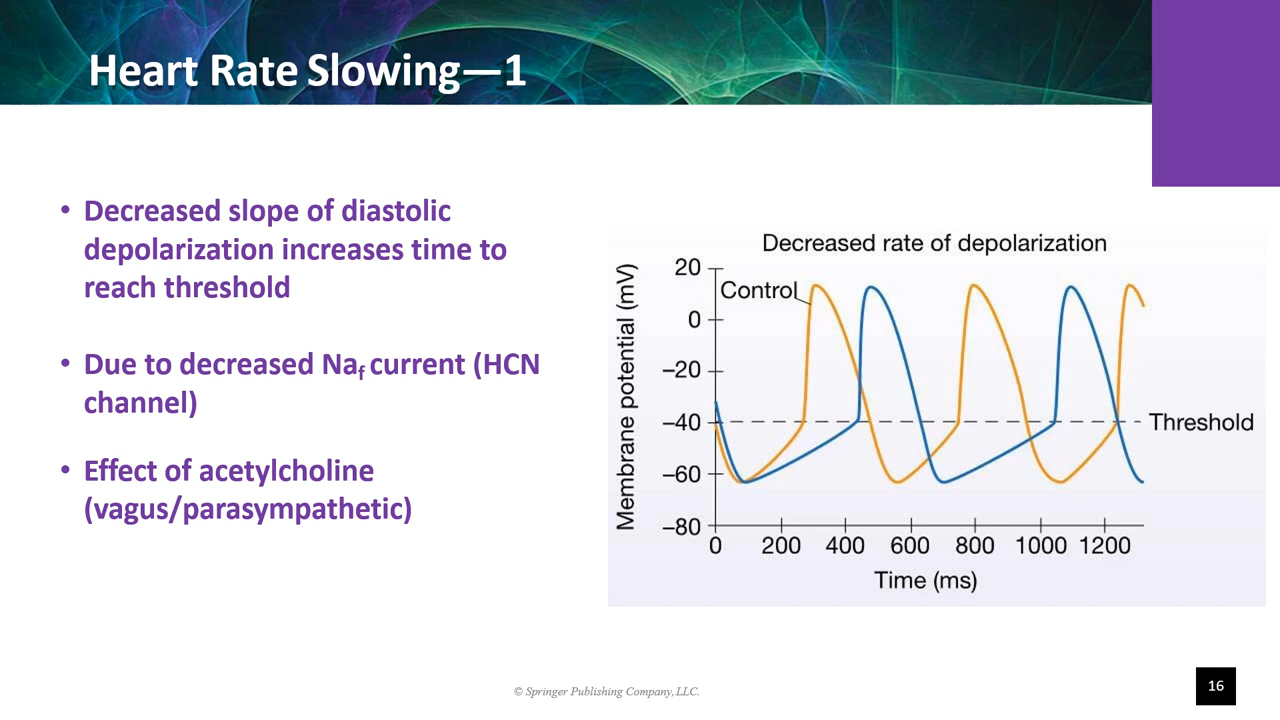 Heart Rate Slowing—1
• Decreased slope of diastolic
depolarization increases time to
reach threshold
• Due to decreased Naf current (HCN
channel)
• Effect of acetylcholine
(vagus/parasympathetic)
Decreased rate of depolarization
Membrane potential (mV)
20
0
–20
–40
–60
–80
Control
Threshold
0 200 400 600 800 1000 1200
Time (ms)
© Springer Publishing Company, LLC.
16